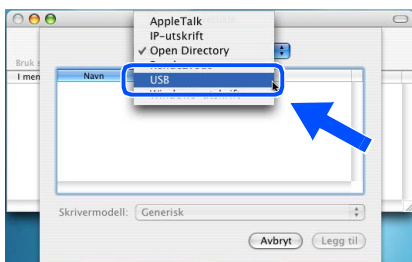 AppleTalk
IP-utskrift
✓ Open Directory
Bruk
I men
Navn
USB
Skrivermodell: Generisk
Avbryt
Legg til